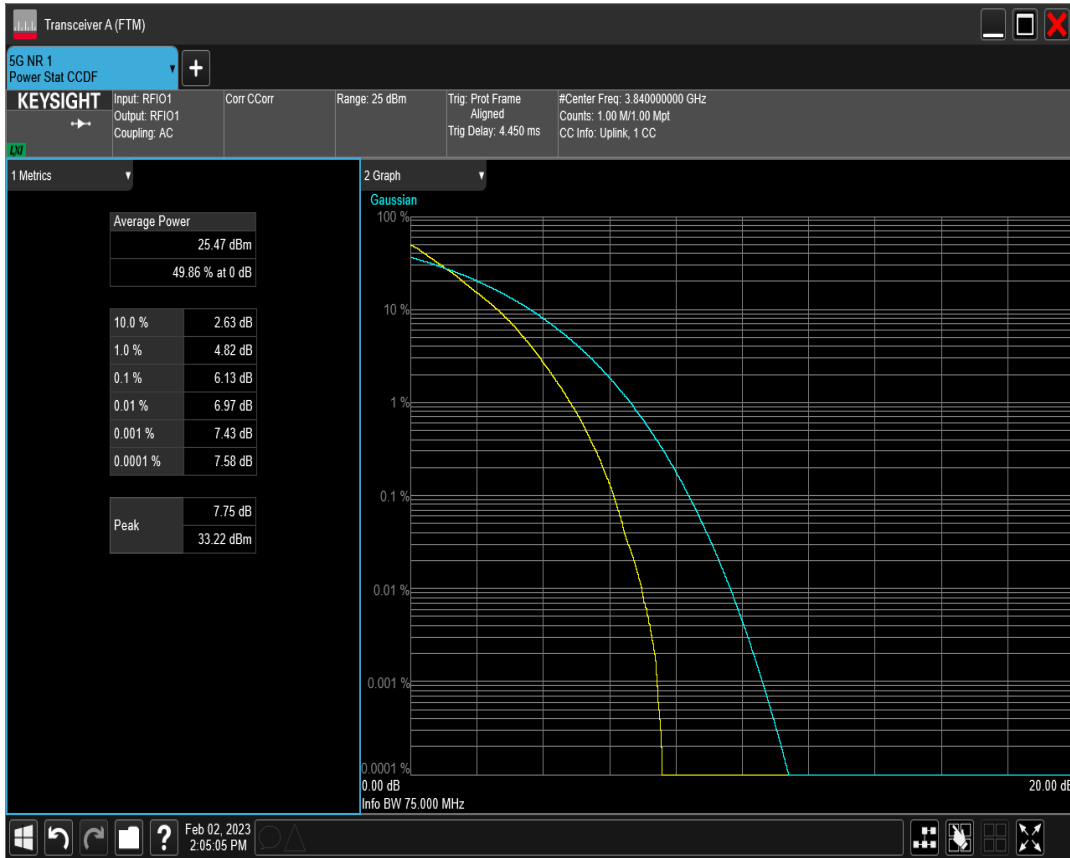 Transceiver A (FTM)
5G NR 1
Power Stat CCDF
+
KEYSIGHT
LXI
Input: RFIO1
Output: RFIO1
Coupling: AC
Corr CCorr
Range: 25 dBm
Trig: Prot Frame
Aligned
Trig Delay: 4.450 ms
#Center Freq: 3.840000000 GHz
Counts: 1.00 M/1.00 Mpt
CC Info: Uplink, 1 CC
1 Metrics
Average Power
25.47 dBm
49.86 % at 0 dB
10.0 % 2.63 dB
1.0 % 4.82 dB
0.1 % 6.13 dB
0.01 % 6.97 dB
0.001 % 7.43 dB
0.0001 % 7.58 dB
Peak
7.75 dB
33.22 dBm
2 Graph
Gaussian
100 %
10 %
1 %
0.1 %
0.01 %
0.001 %
0.0001 %
0.00 dB
20.00 dB
Info BW 75.000 MHz
?
Feb 02, 2023
2:05:05 PM